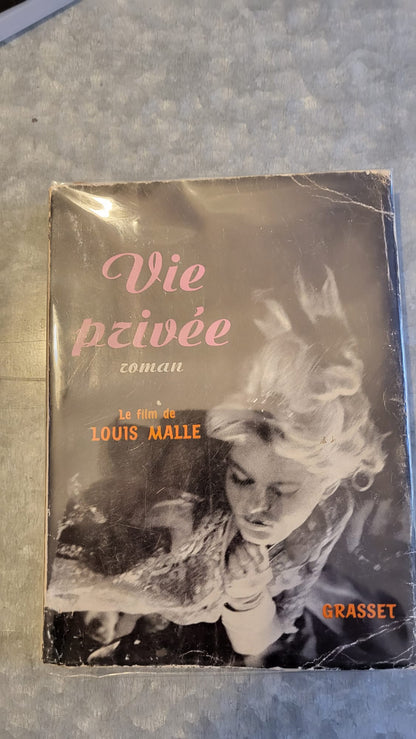 Vie
privée
roman
Le film de
LOUIS MALLE
GRASSET